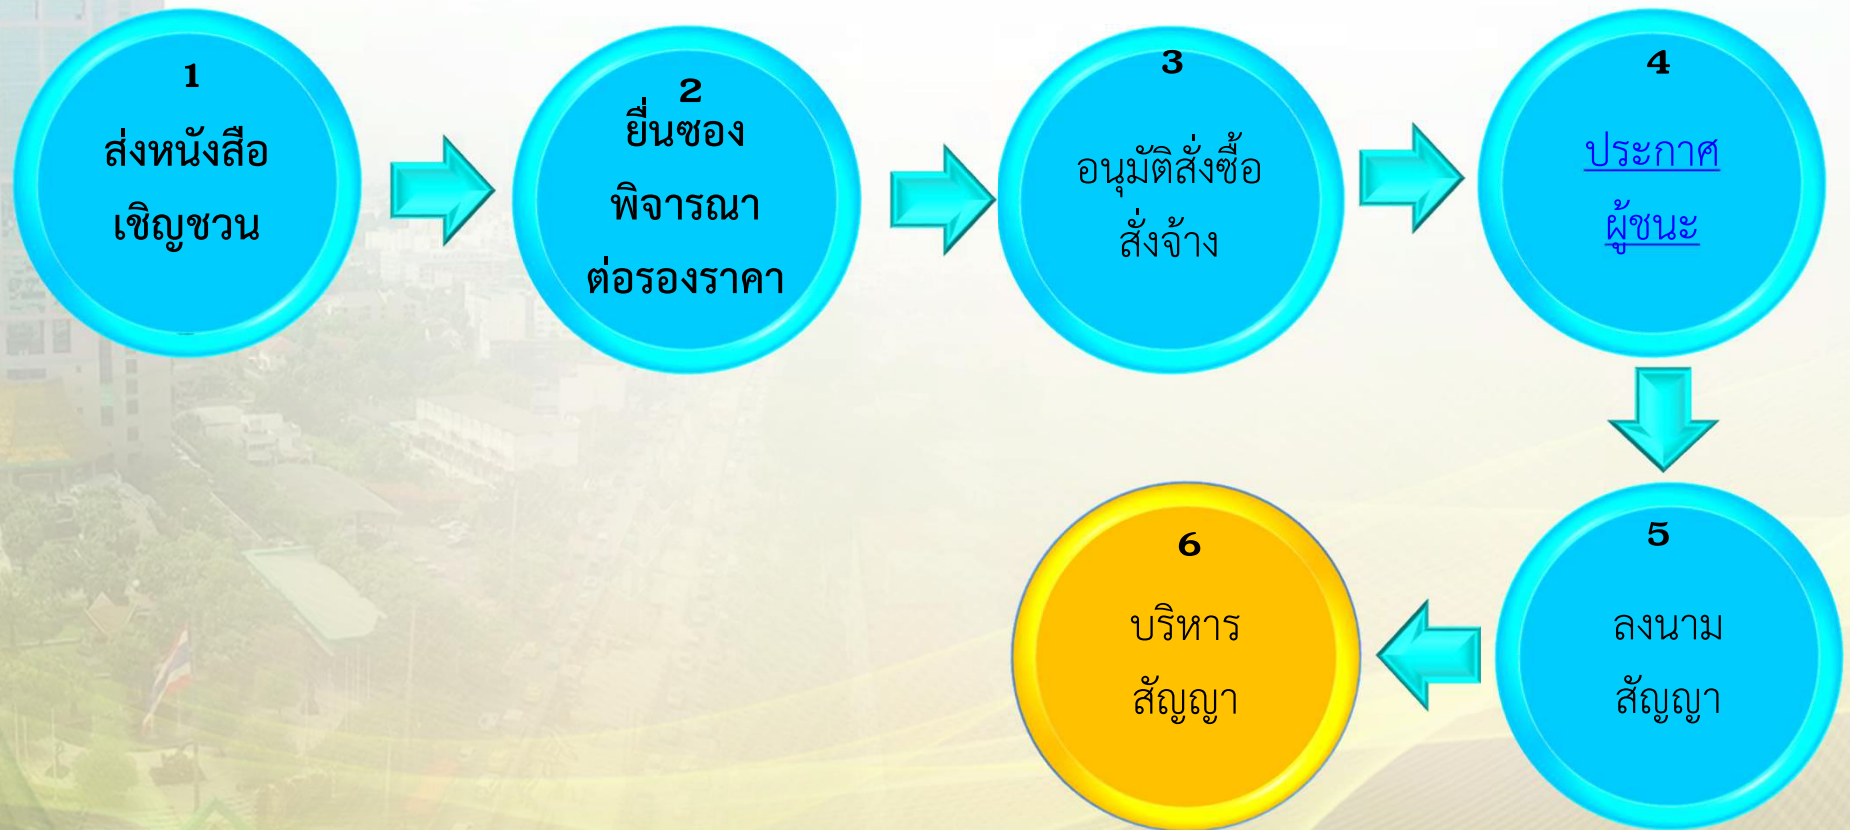 1
ส่งหนังสือ
เชิญชวน
2
ยื่นซอง
พิจารณา
ต่อรองราคา
3
อนุมัติสั่งซื้อ
สั่งจ้าง
4
ประกาศ
ผู้ชนะ
5
ลงนาม
สัญญา
6
บริหาร
สัญญา